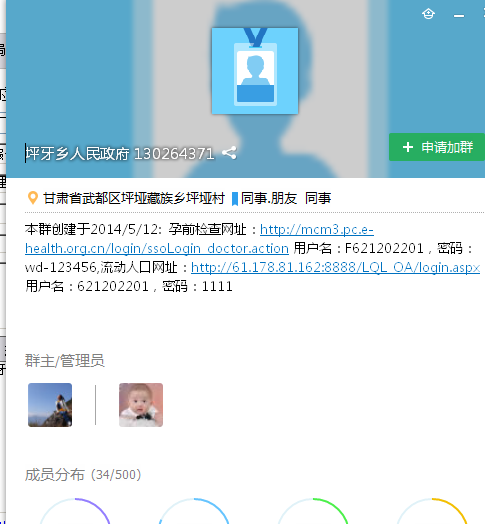 坪牙乡人民政府 130264371
申请加群
甘肃省武都区坪垭藏族乡坪垭村 同事.朋友 同事
本群创建于2014/5/12: 孕前检查网址：http://mcm3.pc.e-
health.org.cn/login/ssoLogin_doctor.action 用户名：F621202201，密码：
wd-123456,流动人口网址：http://61.178.81.162:8888/LQL_OA/login.aspx
用户名：621202201，密码：1111
群主/管理员
成员分布 (34/500)